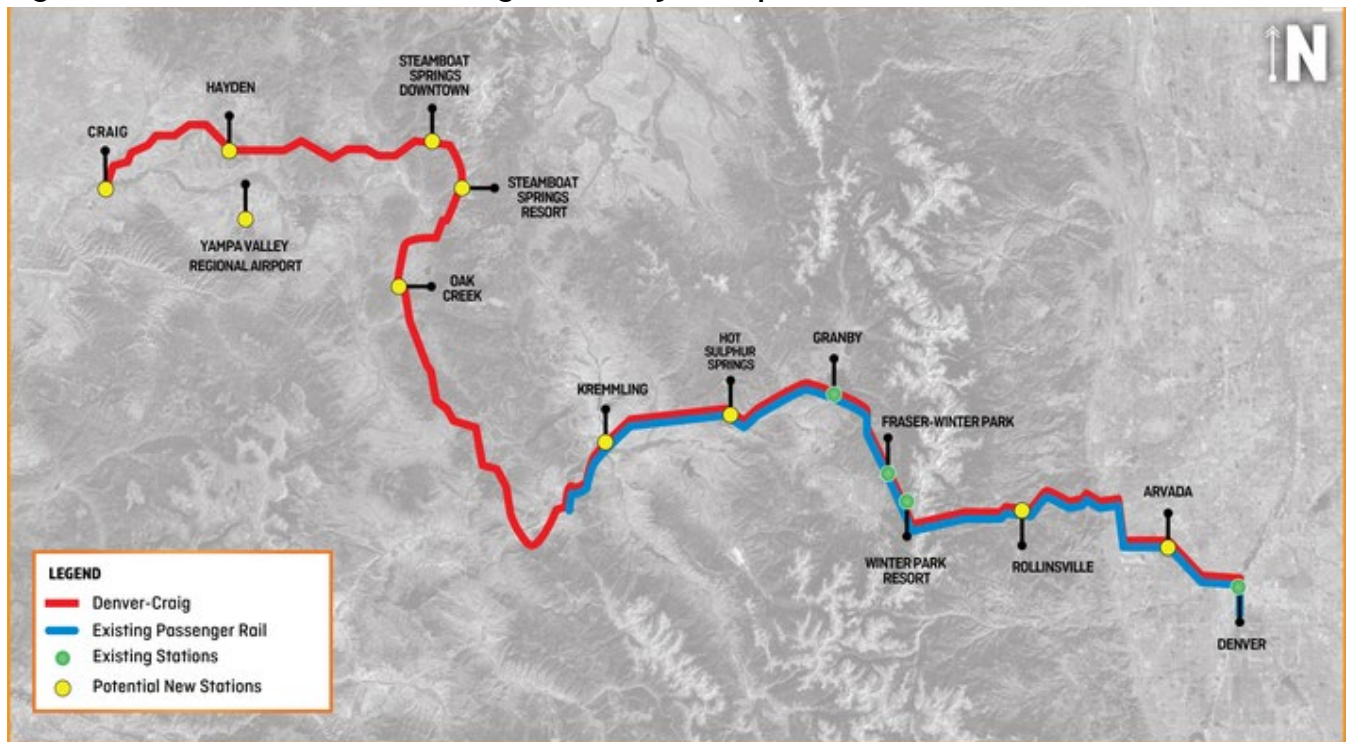 N
STEAMBOAT
SPRINGS
DOWNTOWN
HAYDEN
CRAIG
STEAMBOAT
SPRINGS
RESORT
YAMPA VALLEY
REGIONAL AIRPORT
OAK
CREEK
HOT
SULPHUR
SPRINGS
GRANBY
KREMMLING
FRASER-WINTER PARK
ARVADA
WINTER PARK
RESORT
ROLLINSVILLE
DENVER
LEGEND
Denver-Craig
Existing Passenger Rail
Existing Stations
Potential New Stations